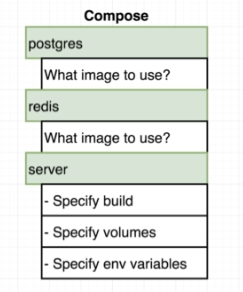 Compose
postgres
What image to use?
redis
What image to use?
server
- Specify build
- Specify volumes
- Specify env variables